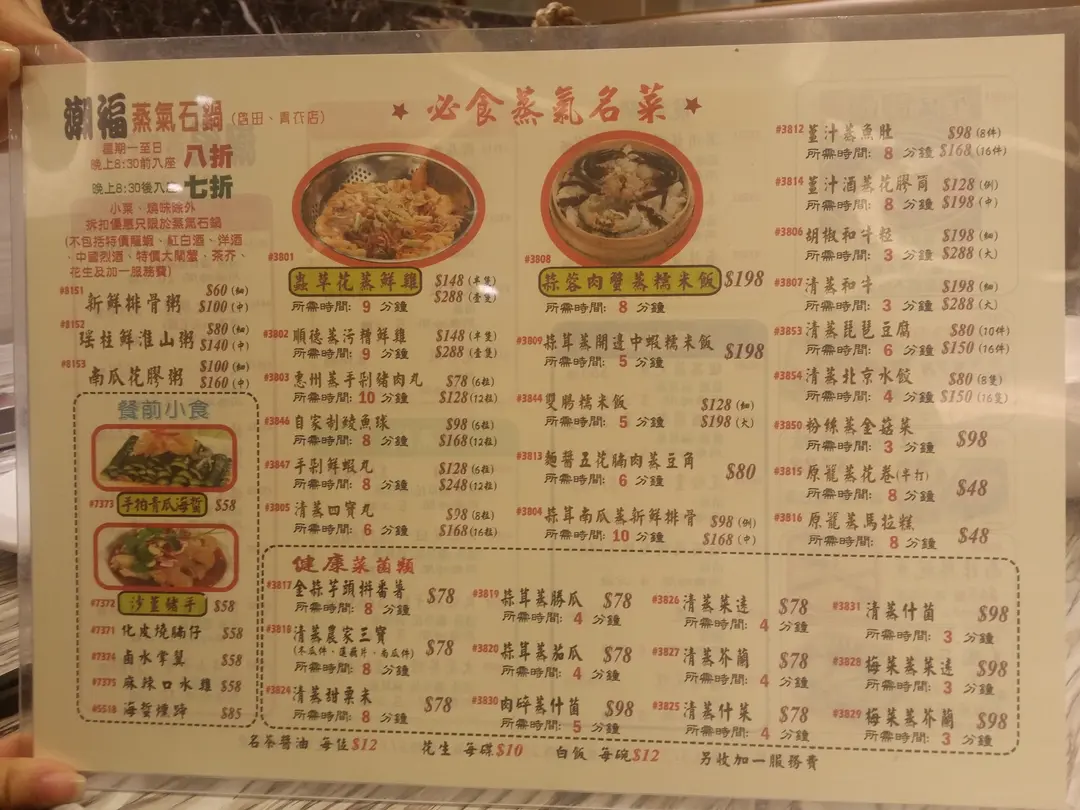 潮福蒸氣石鍋
星期一至日
晚上8:30前入座 八折
晚上8:30後入座 七折
小菜、燒味除外
折扣優惠只限於蒸氣石鍋
(不包括特價龍蝦、紅白酒、洋酒
、中國烈酒、特價大閘蟹、茶芥、
花生及加一服務費)
#8151 新鮮排骨粥 $60 (細)
$100 (中)
#8152 瑤柱鮮淮山粥 $80 (細)
$140 (中)
#8153 南瓜花膠粥 $100 (細)
$160 (中)
餐前小食
#7373 手拍青瓜海蜇 $58
#7372 沙薑豬手 $58
#7371 化皮燒腩仔 $58
#7374 鹵水掌翼 $58
#7375 麻辣口水雞 $58
#5518 海蜇燻蹄 $85
★ 必食蒸氣名菜 ★
#3801
蟲草花蒸鮮雞 $148 (半隻)
所需時間: 9 分鐘 $288 (壹隻)
#3802 順德蒸污糟鮮雞 $148 (半隻)
所需時間: 9 分鐘 $288 (壹隻)
#3803 惠州蒸手剁豬肉丸 $78 (6粒)
所需時間: 10 分鐘 $128 (12粒)
#3846 自家制鯪魚球 $98 (6粒)
所需時間: 8 分鐘 $168 (12粒)
#3847 手剁鮮蝦丸 $128 (6粒)
所需時間: 8 分鐘 $248 (12粒)
#3805 清蒸四寶丸 $98 (8粒)
所需時間: 6 分鐘 $168 (16粒)
#3808
蒜蓉肉蟹蒸糯米飯 $198
所需時間: 8 分鐘
#3809 蒜茸蒸開邊中蝦糯米飯 $198
所需時間: 5 分鐘
#3844 雙腸糯米飯 $128 (細)
所需時間: 5 分鐘 $198 (大)
#3813 麵醬五花腩肉蒸豆角 $80
所需時間: 6 分鐘
#3804 蒜茸南瓜蒸新鮮排骨 $98 (例)
所需時間: 10 分鐘 $168 (中)
#3812 薑汁蒸魚肚 $98 (8件)
所需時間: 8 分鐘 $168 (16件)
#3814 薑汁酒蒸花膠筒 $128 (例)
所需時間: 8 分鐘 $198 (中)
#3806 胡椒和牛粒 $198 (細)
所需時間: 3 分鐘 $288 (大)
#3807 清蒸和牛 $198 (細)
所需時間: 3 分鐘 $288 (大)
#3853 清蒸琵琶豆腐 $80 (10件)
所需時間: 6 分鐘 $150 (16件)
#3854 清蒸北京水餃 $80 (8隻)
所需時間: 4 分鐘 $150 (16隻)
#3850 粉絲蒸金菇菜 $98
所需時間: 3 分鐘
#3815 原籠蒸花卷(半打) $48
所需時間: 8 分鐘
#3816 原籠蒸馬拉糕 $48
所需時間: 8 分鐘
健康菜菌類
#3817 金蒜芋頭拼番薯 $78
所需時間: 8 分鐘
#3818 清蒸農家三寶 $78
(木瓜件、蓮藕片、南瓜件)
所需時間: 8 分鐘
#3824 清蒸甜粟米 $78
所需時間: 8 分鐘
#3819 蒜茸蒸勝瓜 $78
所需時間: 4 分鐘
#3820 蒜茸蒸茄瓜 $78
所需時間: 4 分鐘
#3830 肉碎蒸什菌 $98
所需時間: 5 分鐘
#3826 清蒸菜遠 $78
所需時間: 4 分鐘
#3827 清蒸芥蘭 $78
所需時間: 4 分鐘
#3825 清蒸什菜 $78
所需時間: 4 分鐘
#3831 清蒸什菌 $98
所需時間: 3 分鐘
#3828 梅菜蒸菜遠 $98
所需時間: 3 分鐘
#3829 梅菜蒸芥蘭 $98
所需時間: 3 分鐘
名茶醬油 每位$12 花生 每碟$10 白飯 每碗$12 另收加一服務費